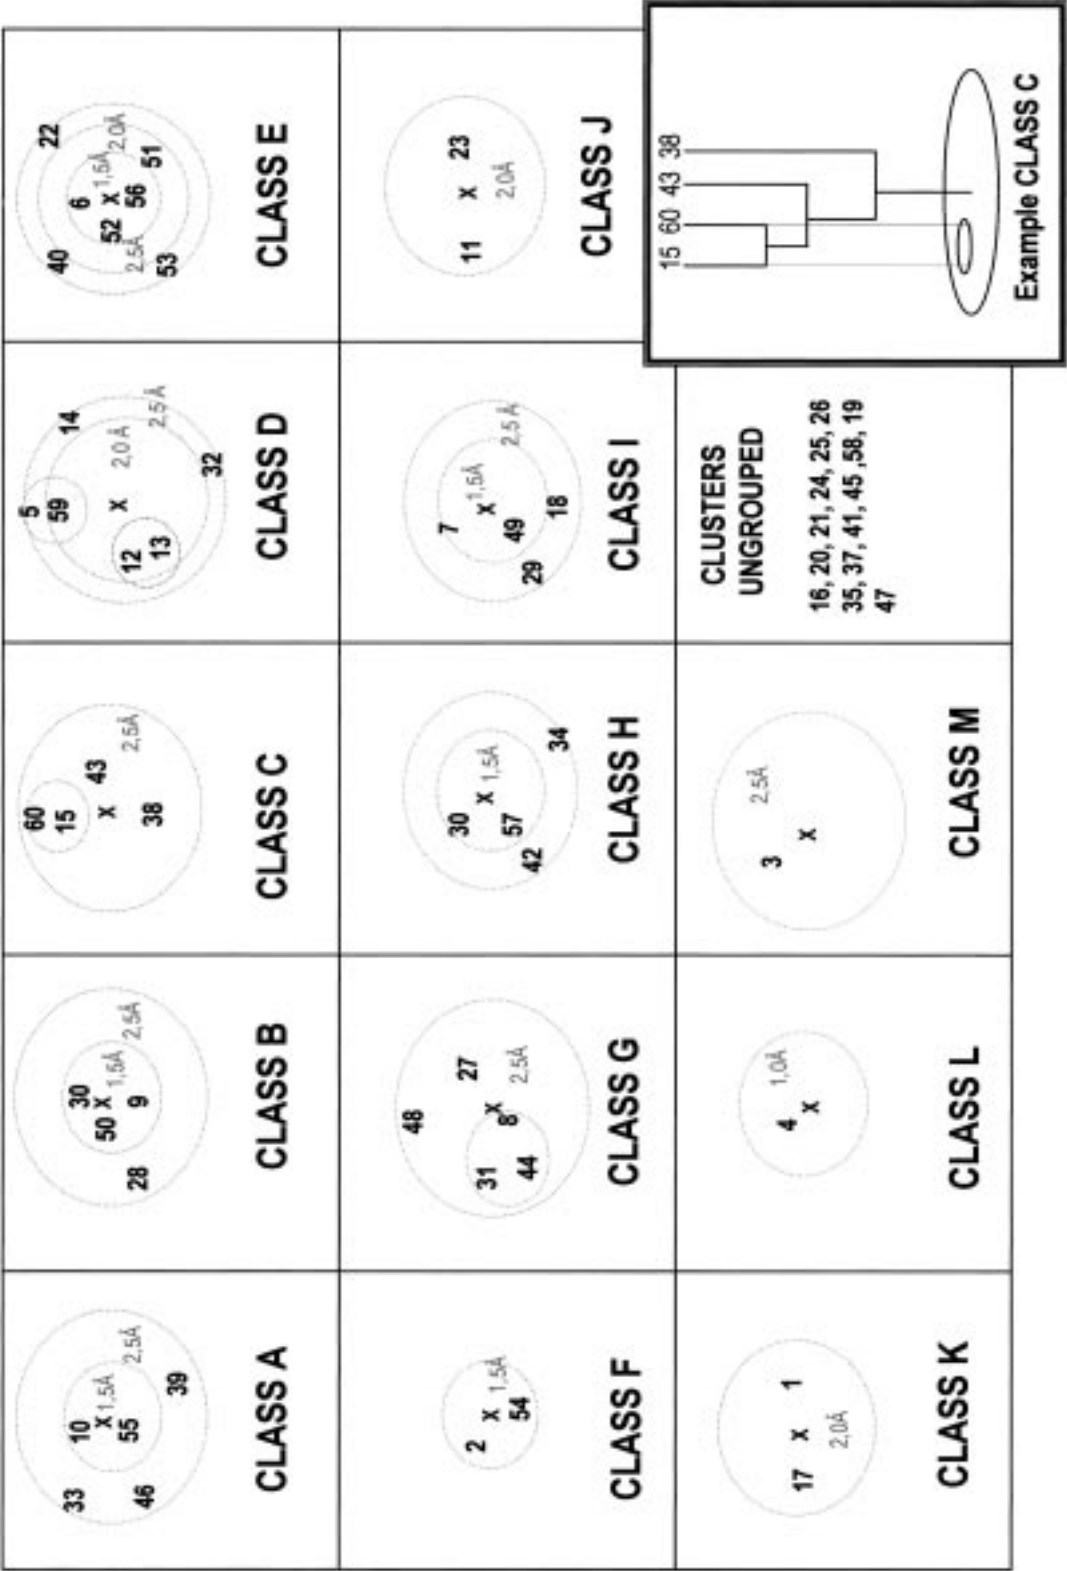 10
X
1,5Å
55
2,5Å
33
46
39
CLASS A
30
50
X
1,5Å
9
2,5Å
28
CLASS B
60
15
43
X
2,5Å
38
CLASS C
5
59
14
X
2,0 Å
2,5 Å
12
13
32
CLASS D
22
40
6
1,5Å
2,0Å
52
X
56
51
2,5Å
53
CLASS E
2
X
1,5Å
54
CLASS F
48
27
X
8
2,5Å
31
44
CLASS G
30
X
1,5Å
57
42
34
CLASS H
7
1,5Å
X
2,5 Å
49
29
18
CLASS I
11
X
23
2,0Å
CLASS J
17
X
1
2,0Å
CLASS K
4
1,0Å
X
CLASS L
3
2,5Å
X
CLASS M
CLUSTERS
UNGROUPED
16, 20, 21, 24, 25, 26
35, 37, 41, 45 ,58, 19
47
15 60 43 38
Example CLASS C